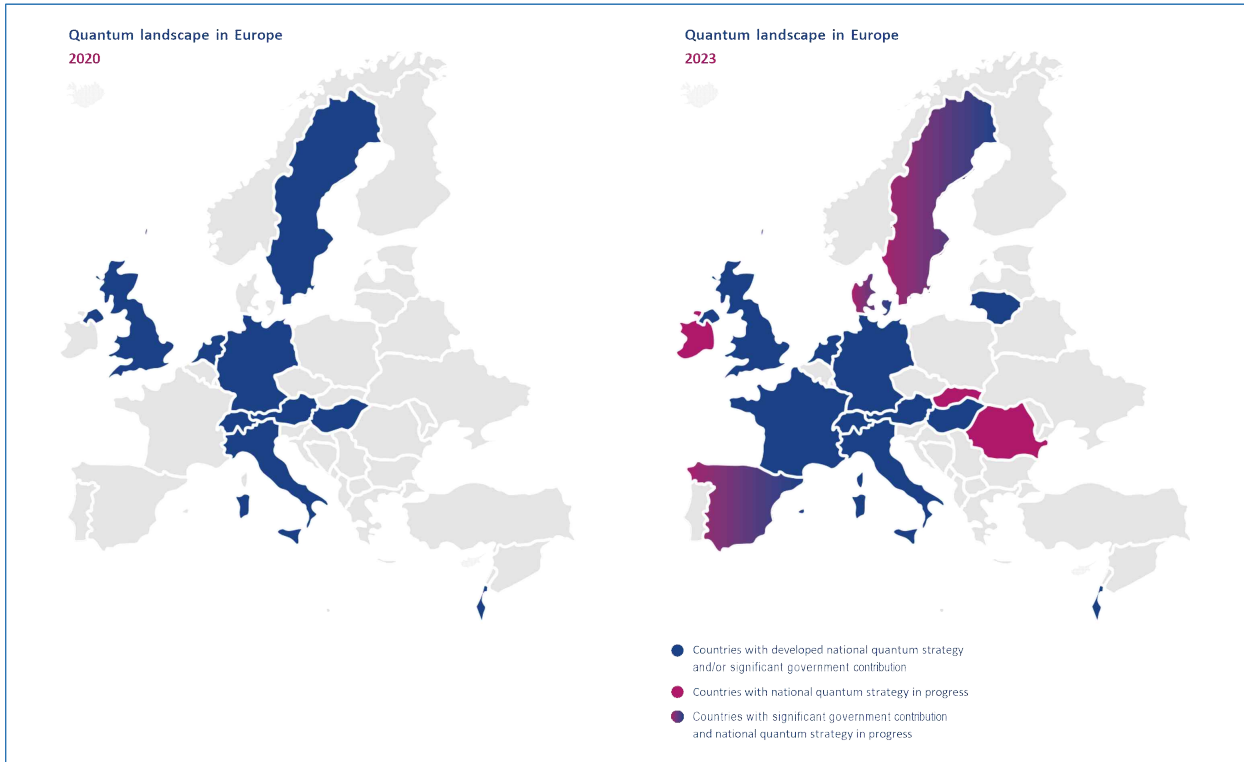 Quantum landscape in Europe
2020
Quantum landscape in Europe
2023
Countries with developed national quantum strategy
and/or significant government contribution
Countries with national quantum strategy in progress
Countries with significant government contribution
and national quantum strategy in progress